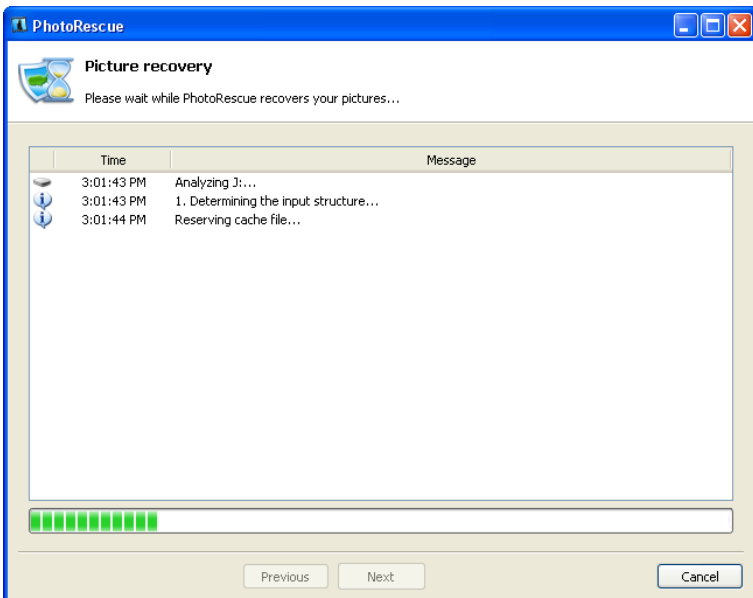 PhotoRescue
Picture recovery
Please wait while PhotoRescue recovers your pictures...
Time Message
3:01:43 PM Analyzing J:...
3:01:43 PM 1. Determining the input structure...
3:01:44 PM Reserving cache file...
Previous Next Cancel